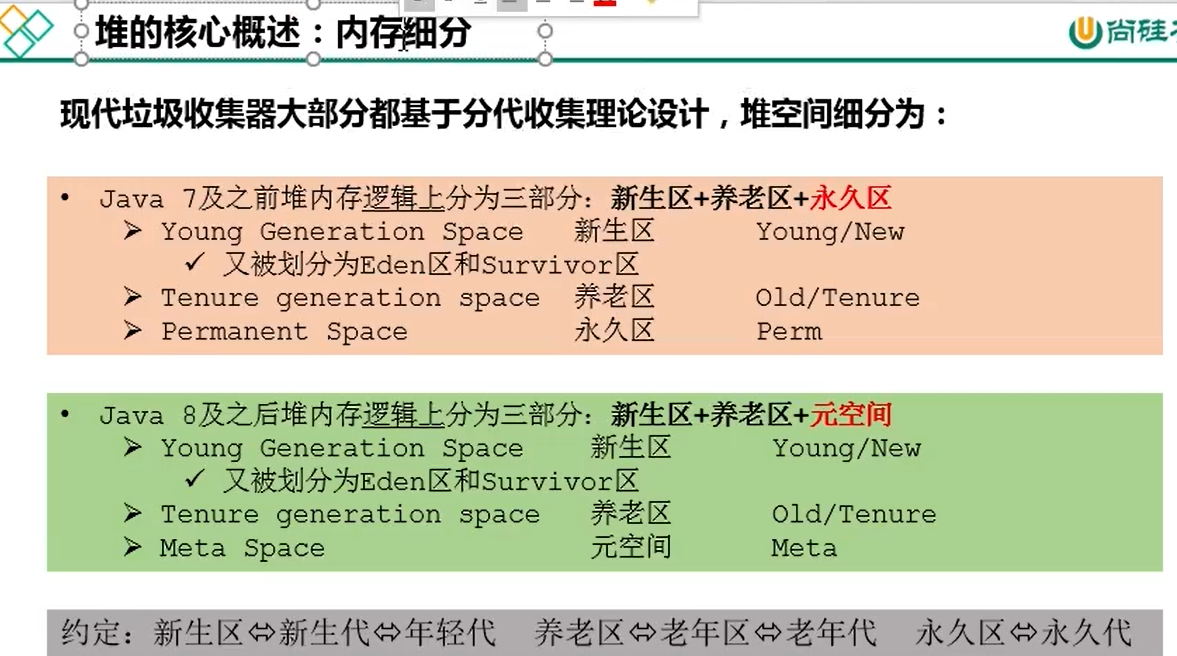 堆的核心概述：内存细分
尚硅
现代垃圾收集器大部分都基于分代收集理论设计，堆空间细分为：
• Java 7及之前堆内存逻辑上分为三部分：新生区+养老区+永久区
➢ Young Generation Space 新生区 Young/New
✓ 又被划分为Eden区和Survivor区
➢ Tenure generation space 养老区 Old/Tenure
➢ Permanent Space 永久区 Perm
• Java 8及之后堆内存逻辑上分为三部分：新生区+养老区+元空间
➢ Young Generation Space 新生区 Young/New
✓ 又被划分为Eden区和Survivor区
➢ Tenure generation space 养老区 Old/Tenure
➢ Meta Space 元空间 Meta
约定：新生区⇔新生代⇔年轻代 养老区⇔老年区⇔老年代 永久区⇔永久代